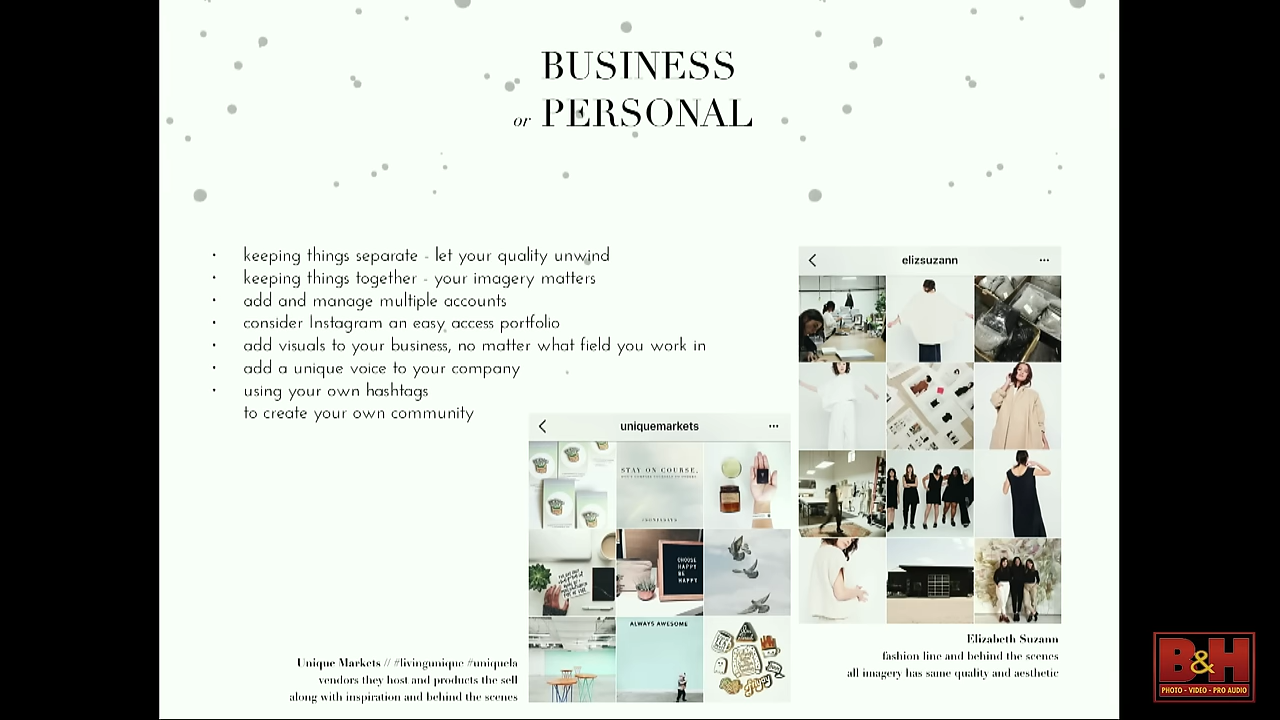 BUSINESS
or PERSONAL
• keeping things separate - let your quality unwind
• keeping things together - your imagery matters
• add and manage multiple accounts
• consider Instagram an easy access portfolio
• add visuals to your business, no matter what field you work in
• add a unique voice to your company
• using your own hashtags
to create your own community
elizsuzann
uniquemarkets
STAY ON COURSE.
CHOOSE
HAPPY
BE
HAPPY
ALWAYS AWESOME
Unique Markets // #livingunique #uniquela
vendors they host and products the sell
along with inspiration and behind the scenes
Elizabeth Suzann
fashion line and behind the scenes
all imagery has same quality and aesthetic
B&H
PHOTO - VIDEO - PRO AUDIO